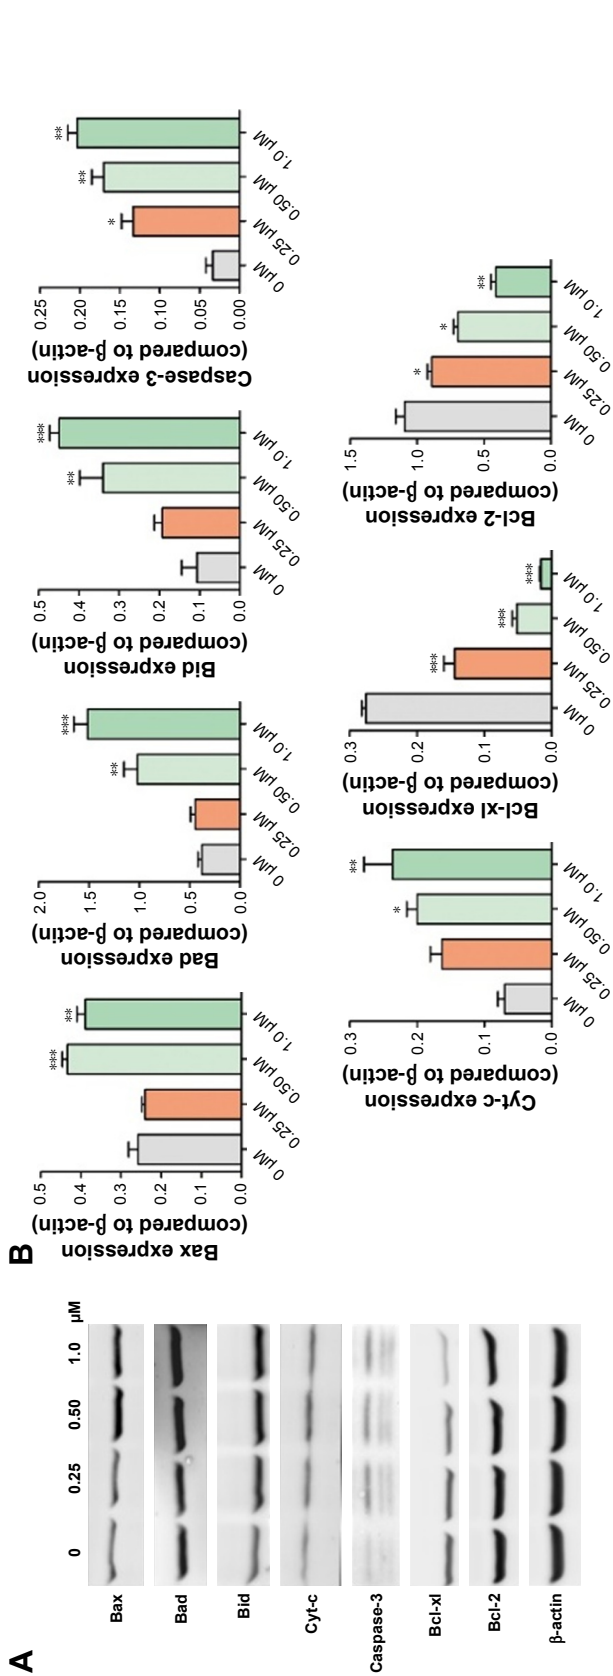 A
0 0.25 0.50 1.0 µM
Bax
Bad
Bid
Cyt-c
Caspase-3
Bcl-xl
Bcl-2
β-actin
B
Bax expression
(compared to β-actin)
0.5
0.4
0.3
0.2
0.1
0.0
***
**
0 µM
0.25 µM
0.50 µM
1.0 µM
Bad expression
(compared to β-actin)
2.0
1.5
1.0
0.5
0.0
**
***
0 µM
0.25 µM
0.50 µM
1.0 µM
Bid expression
(compared to β-actin)
0.5
0.4
0.3
0.2
0.1
0.0
**
***
0 µM
0.25 µM
0.50 µM
1.0 µM
Caspase-3 expression
(compared to β-actin)
0.25
0.20
0.15
0.10
0.05
0.00
*
**
**
0 µM
0.25 µM
0.50 µM
1.0 µM
Cyt-c expression
(compared to β-actin)
0.3
0.2
0.1
0.0
*
**
0 µM
0.25 µM
0.50 µM
1.0 µM
Bcl-xl expression
(compared to β-actin)
0.3
0.2
0.1
0.0
***
***
***
0 µM
0.25 µM
0.50 µM
1.0 µM
Bcl-2 expression
(compared to β-actin)
1.5
1.0
0.5
0.0
*
*
**
0 µM
0.25 µM
0.50 µM
1.0 µM